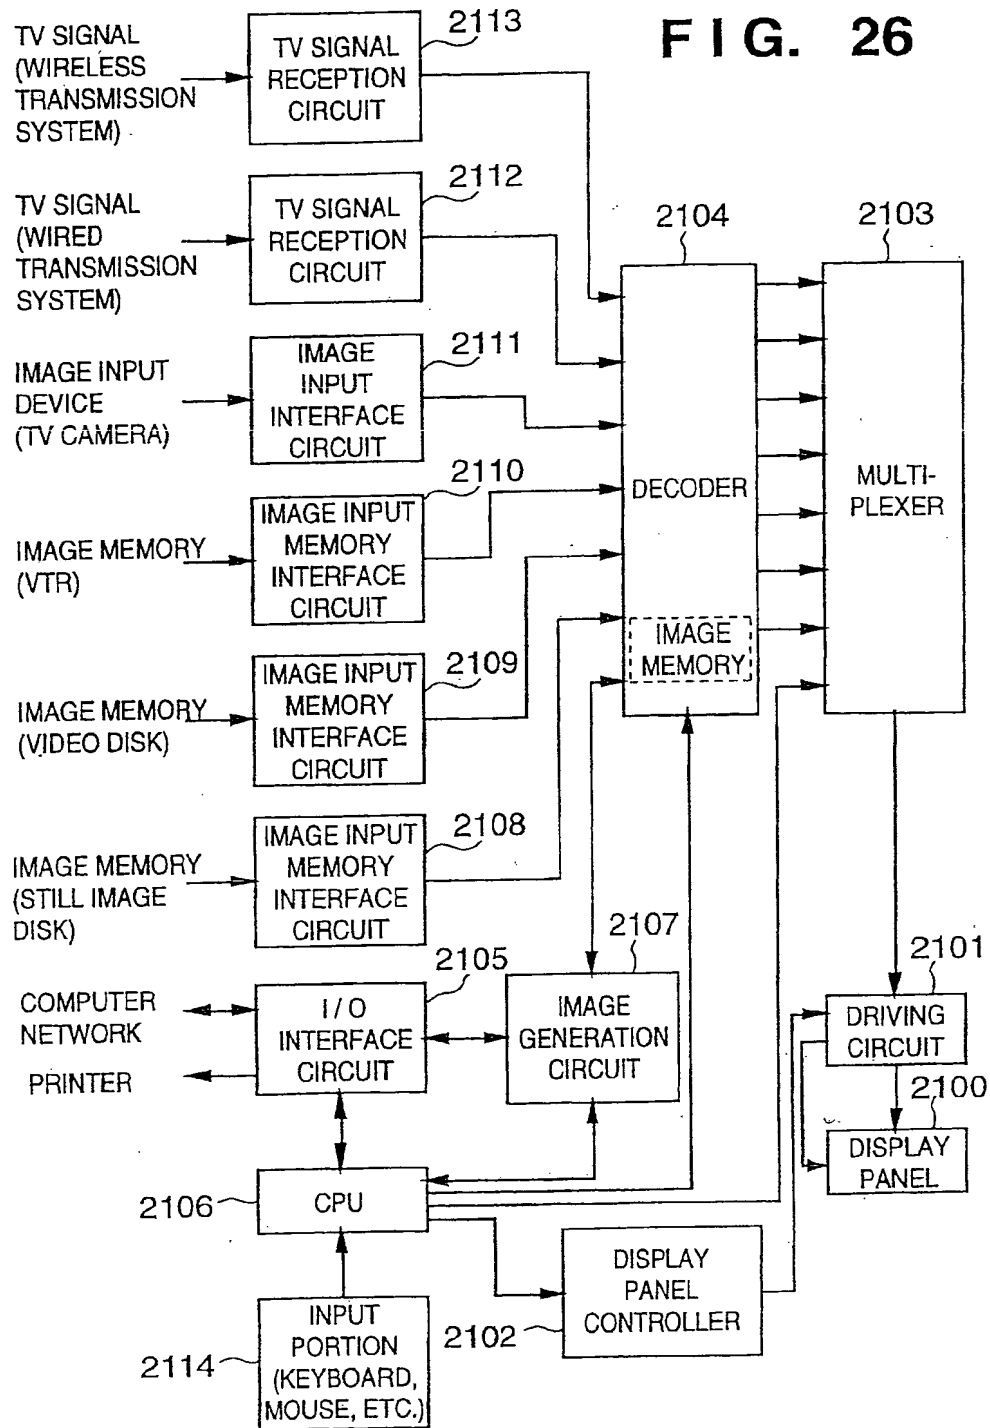 FIG. 26
TV SIGNAL
(WIRELESS
TRANSMISSION
SYSTEM)
TV SIGNAL
RECEPTION
CIRCUIT
2113
TV SIGNAL
(WIRED
TRANSMISSION
SYSTEM)
TV SIGNAL
RECEPTION
CIRCUIT
2112
IMAGE INPUT
DEVICE
(TV CAMERA)
IMAGE
INPUT
INTERFACE
CIRCUIT
2111
IMAGE MEMORY
(VTR)
IMAGE INPUT
MEMORY
INTERFACE
CIRCUIT
2110
IMAGE MEMORY
(VIDEO DISK)
IMAGE INPUT
MEMORY
INTERFACE
CIRCUIT
2109
IMAGE MEMORY
(STILL IMAGE
DISK)
IMAGE INPUT
MEMORY
INTERFACE
CIRCUIT
2108
2104
DECODER
IMAGE
MEMORY
2103
MULTI-
PLEXER
COMPUTER
NETWORK
PRINTER
I/O
INTERFACE
CIRCUIT
2105
IMAGE
GENERATION
CIRCUIT
2107
2101
DRIVING
CIRCUIT
2100
DISPLAY
PANEL
2106
CPU
DISPLAY
PANEL
CONTROLLER
2102
2114
INPUT
PORTION
(KEYBOARD,
MOUSE, ETC.)